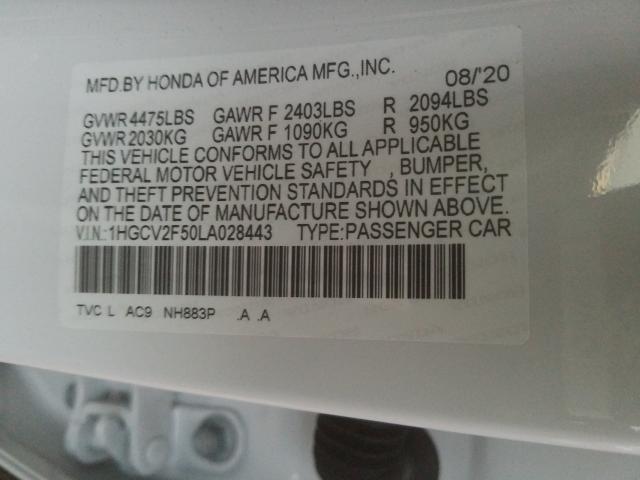 MFD.BY HONDA OF AMERICA MFG.,INC. 08/'20
GVWR 4475LBS GAWR F 2403LBS R 2094LBS
GVWR 2030KG GAWR F 1090KG R 950KG
THIS VEHICLE CONFORMS TO ALL APPLICABLE
FEDERAL MOTOR VEHICLE SAFETY , BUMPER,
AND THEFT PREVENTION STANDARDS IN EFFECT
ON THE DATE OF MANUFACTURE SHOWN ABOVE.
V.I.N.:1HGCV2F50LA028443 TYPE:PASSENGER CAR
TVC L AC9 NH883P .A .A